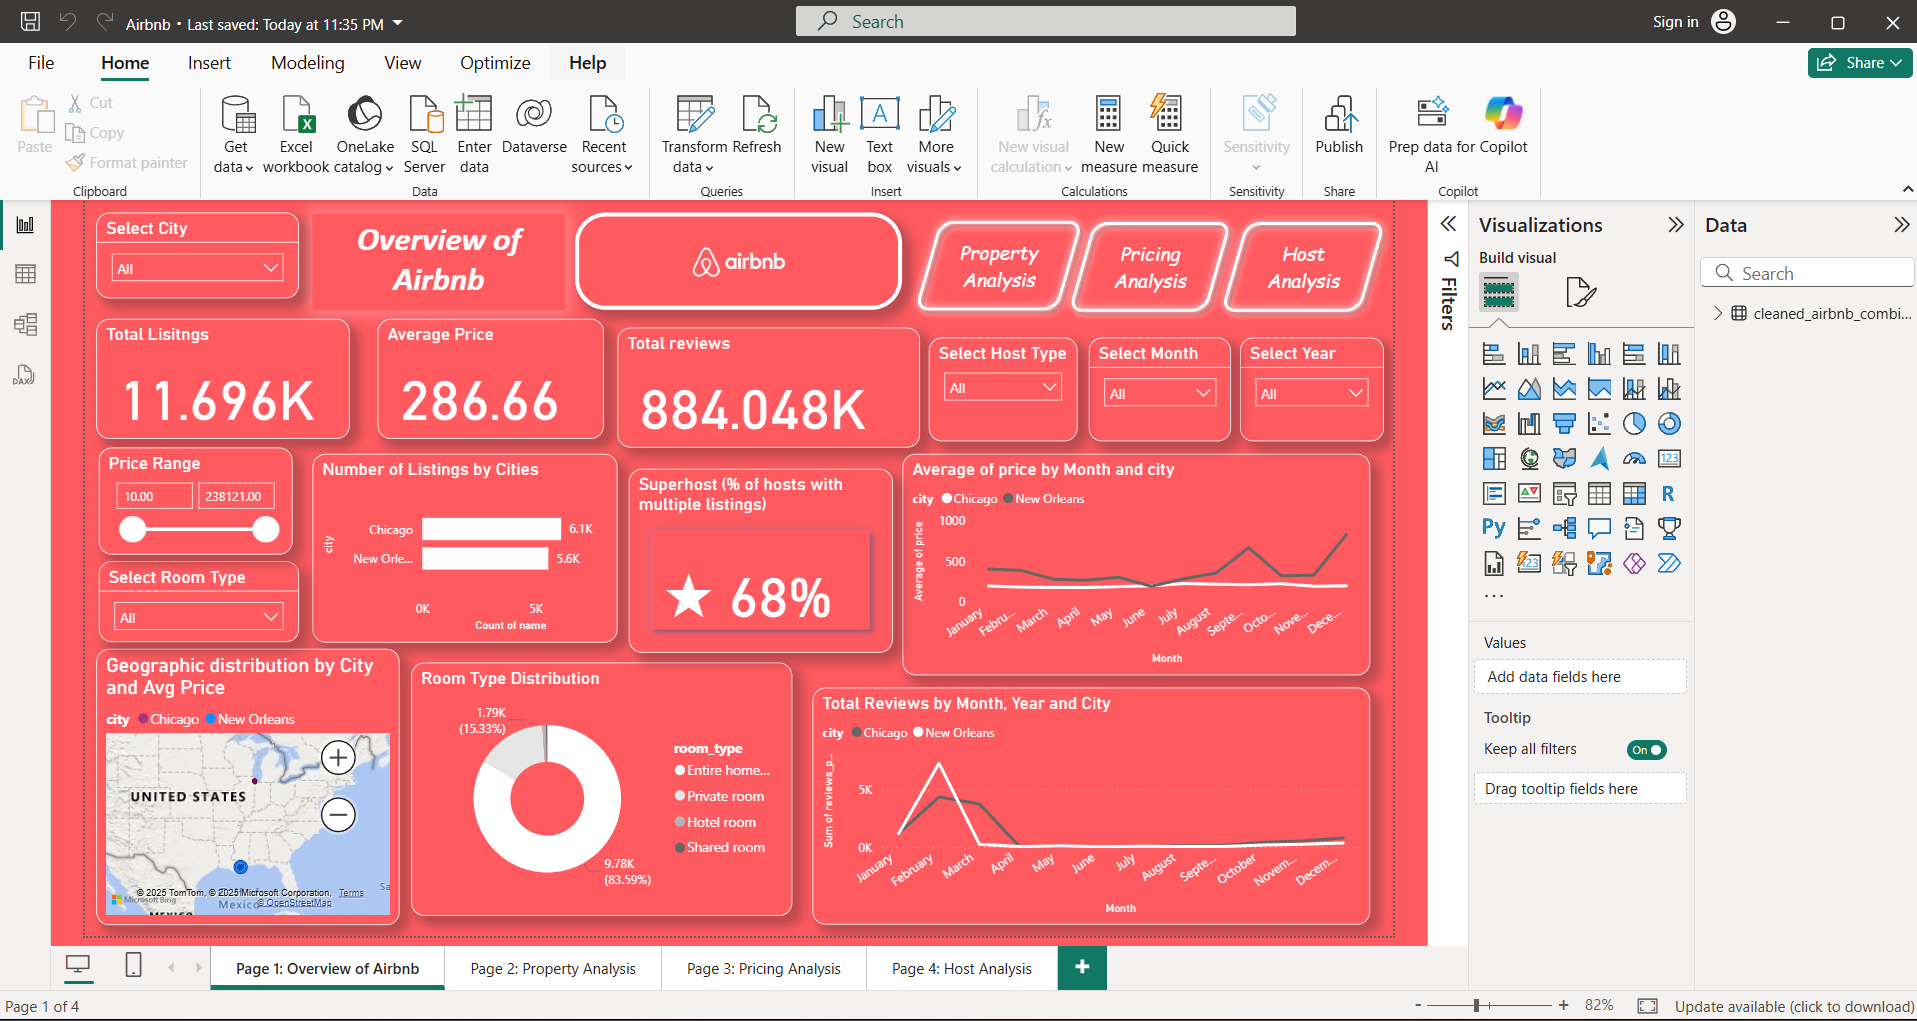 Airbnb • Last saved: Today at 11:35 PM
Search
Sign in
File
Home
Insert
Modeling
View
Optimize
Help
Share
Paste
Cut
Copy
Format painter
Clipboard
Get
data
Excel
workbook
OneLake
catalog
SQL
Server
Enter
data
Dataverse
Recent
sources
Data
Transform
data
Refresh
Queries
New
visual
Text
box
More
visuals
Insert
New visual
calculation
New
measure
Quick
measure
Calculations
Sensitivity
Sensitivity
Publish
Share
Prep data for
AI
Copilot
Copilot
DAX
Select City
All
Overview of
Airbnb
airbnb
Property
Analysis
Pricing
Analysis
Host
Analysis
Total Lisitngs
11.696K
Average Price
286.66
Total reviews
884.048K
Select Host Type
All
Select Month
All
Select Year
All
Price Range
10.00
238121.00
Select Room Type
All
Number of Listings by Cities
city
Chicago
6.1K
New Orle...
5.6K
0K
5K
Count of name
Superhost (% of hosts with
multiple listings)
68%
Average of price by Month and city
city Chicago New Orleans
Average of price
1000
500
0
January
Febru...
March
April
May
June
July
August
Septe...
Octo...
Nove...
Dece...
Month
Geographic distribution by City
and Avg Price
city Chicago New Orleans
UNITED STATES
© 2025 TomTom, © 2025 Microsoft Corporation, Terms
Microsoft Bing
Mexico
© OpenStreetMap
MEXICO
Sa
Room Type Distribution
1.79K
(15.33%)
9.78K
(83.59%)
room_type
Entire home...
Private room
Hotel room
Shared room
Total Reviews by Month, Year and City
city Chicago New Orleans
Sum of reviews_p...
5K
0K
January
February
March
April
May
June
July
August
Septe...
October
Novem...
Decem...
Month
Filters
Visualizations
Build visual
123
R
Py
123
...
Values
Add data fields here
Tooltip
Keep all filters
On
Drag tooltip fields here
Data
Search
cleaned_airbnb_combi...
Page 1: Overview of Airbnb
Page 2: Property Analysis
Page 3: Pricing Analysis
Page 4: Host Analysis
+
Page 1 of 4
-
+
82%
Update available (click to download)